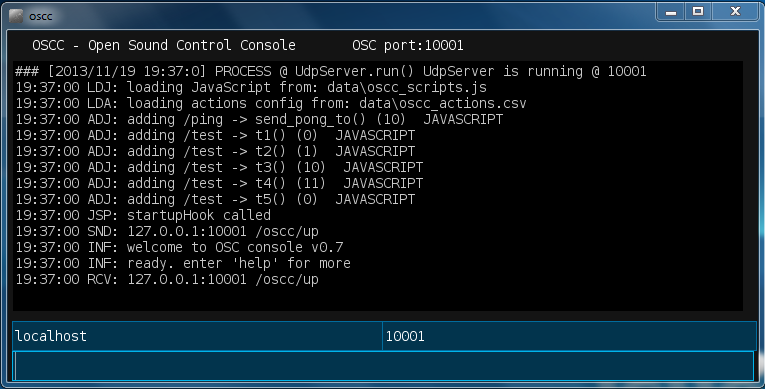 oscc
OSCC - Open Sound Control Console OSC port:10001
### [2013/11/19 19:37:0] PROCESS @ UdpServer.run() UdpServer is running @ 10001
19:37:00 LDJ: loading JavaScript from: data\oscc_scripts.js
19:37:00 LDA: loading actions config from: data\oscc_actions.csv
19:37:00 ADJ: adding /ping -> send_pong_to() (10) JAVASCRIPT
19:37:00 ADJ: adding /test -> t1() (0) JAVASCRIPT
19:37:00 ADJ: adding /test -> t2() (1) JAVASCRIPT
19:37:00 ADJ: adding /test -> t3() (10) JAVASCRIPT
19:37:00 ADJ: adding /test -> t4() (11) JAVASCRIPT
19:37:00 ADJ: adding /test -> t5() (0) JAVASCRIPT
19:37:00 JSP: startupHook called
19:37:00 SND: 127.0.0.1:10001 /oscc/up
19:37:00 INF: welcome to OSC console v0.7
19:37:00 INF: ready. enter 'help' for more
19:37:00 RCV: 127.0.0.1:10001 /oscc/up
localhost 10001